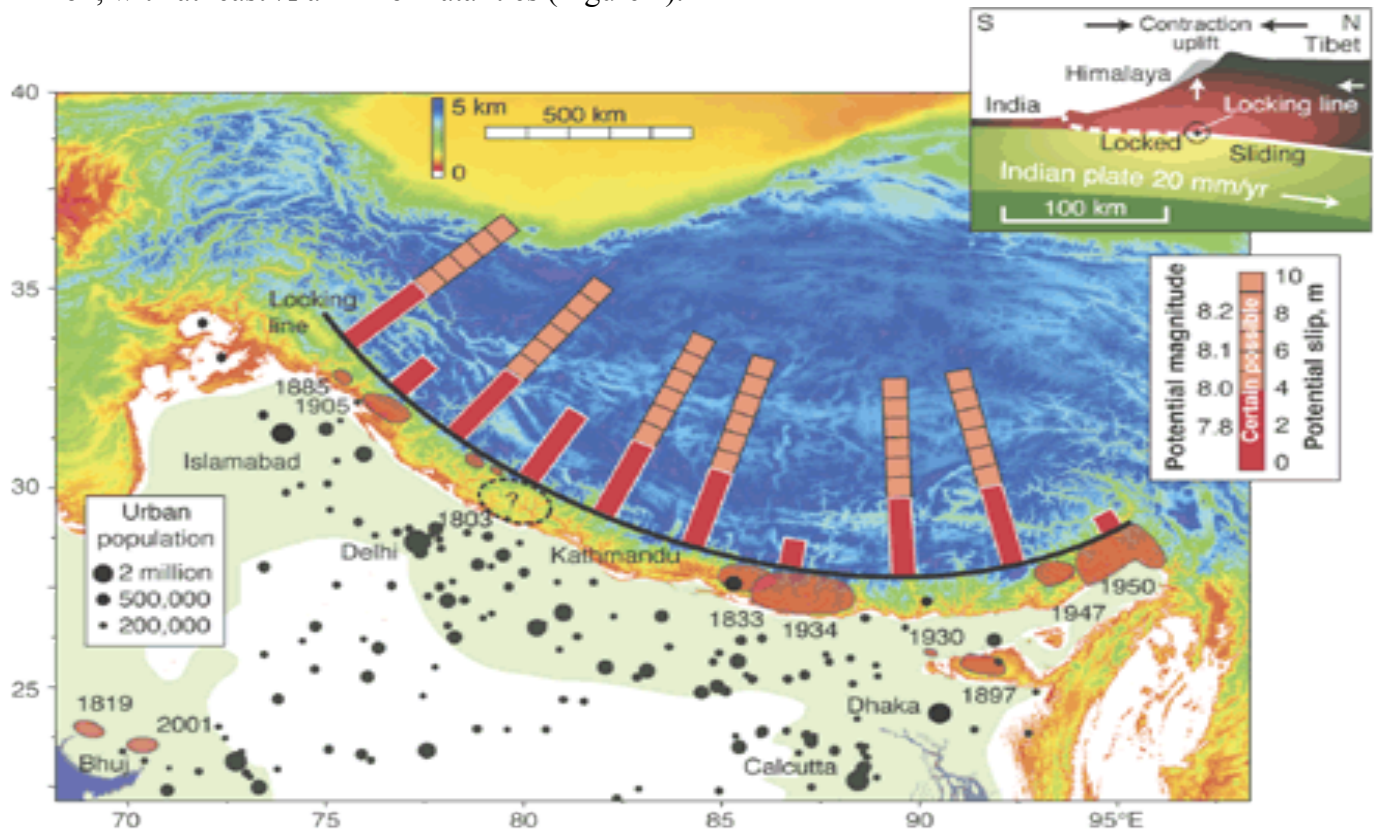 S Contraction N
uplift Tibet
Himalaya
India Locking line
Locked
Sliding
Indian plate 20 mm/yr
100 km
40
35
30
25
5 km
0
500 km
Locking
line
1885
1905
Islamabad
?
1803
Delhi
Kathmandu
1833
1934
1930
1947
1950
1897
Dhaka
Calcutta
1819
2001
Bhuj
Urban
population
2 million
500,000
200,000
Potential magnitude
8.2
8.1
8.0
7.8
Certain possible
10
8
6
4
2
0
Potential slip, m
70 75 80 85 90 95°E